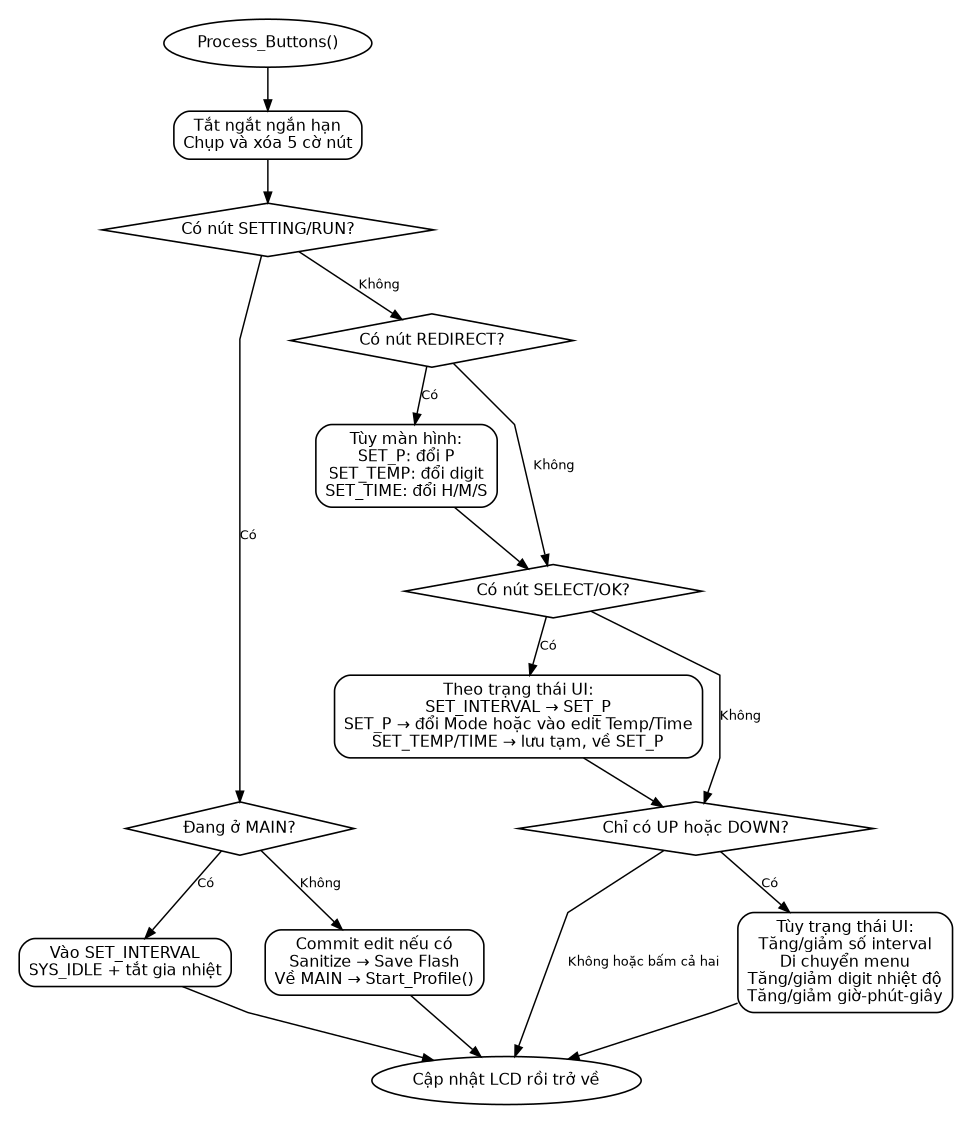 Process_Buttons()
Tắt ngắt ngắn hạn
Chụp và xóa 5 cờ nút
Có nút SETTING/RUN?
Không
Có nút REDIRECT?
Có
Tùy màn hình:
SET_P: đổi P
SET_TEMP: đổi digit
SET_TIME: đổi H/M/S
Không
Có
Có nút SELECT/OK?
Có
Theo trạng thái UI:
SET_INTERVAL → SET_P
SET_P → đổi Mode hoặc vào edit Temp/Time
SET_TEMP/TIME → lưu tạm, về SET_P
Không
Đang ở MAIN?
Chỉ có UP hoặc DOWN?
Có
Không
Có
Vào SET_INTERVAL
SYS_IDLE + tắt gia nhiệt
Commit edit nếu có
Sanitize → Save Flash
Về MAIN → Start_Profile()
Không hoặc bấm cả hai
Tùy trạng thái UI:
Tăng/giảm số interval
Di chuyển menu
Tăng/giảm digit nhiệt độ
Tăng/giảm giờ-phút-giây
Cập nhật LCD rồi trở về